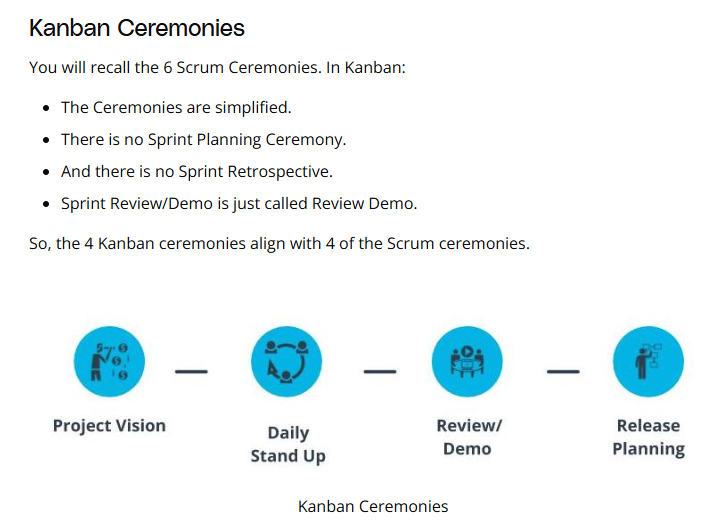 Kanban Ceremonies
You will recall the 6 Scrum Ceremonies. In Kanban:
• The Ceremonies are simplified.
• There is no Sprint Planning Ceremony.
• And there is no Sprint Retrospective.
• Sprint Review/Demo is just called Review Demo.
So, the 4 Kanban ceremonies align with 4 of the Scrum ceremonies.
Project Vision
Daily
Stand Up
Review/
Demo
Release
Planning
Kanban Ceremonies